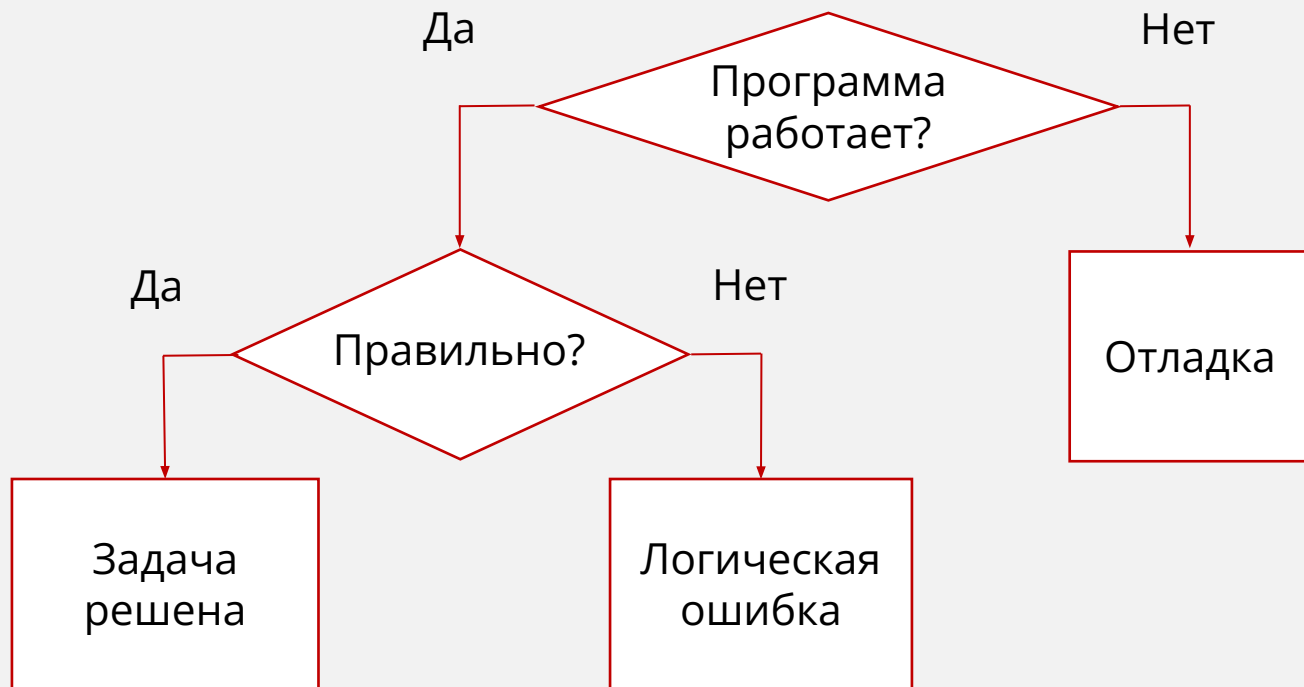 Да
Нет
Программа
работает?
Да
Нет
Правильно?
Отладка
Задача
решена
Логическая
ошибка